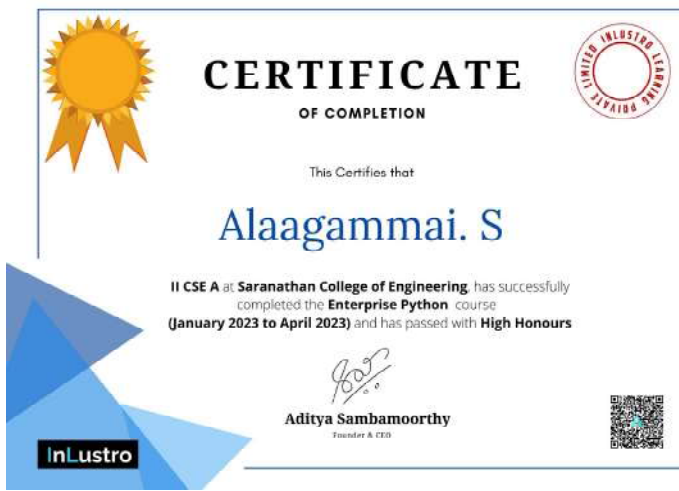 CERTIFICATE
OF COMPLETION
INLUSTRO LEARNING PRIVATE LIMITED
This Certifies that
Alaagammai. S
II CSE A at Saranathan College of Engineering, has successfully
completed the Enterprise Python course
(January 2023 to April 2023) and has passed with High Honours
Aditya Sambamoorthy
Founder & CEO
InLustro